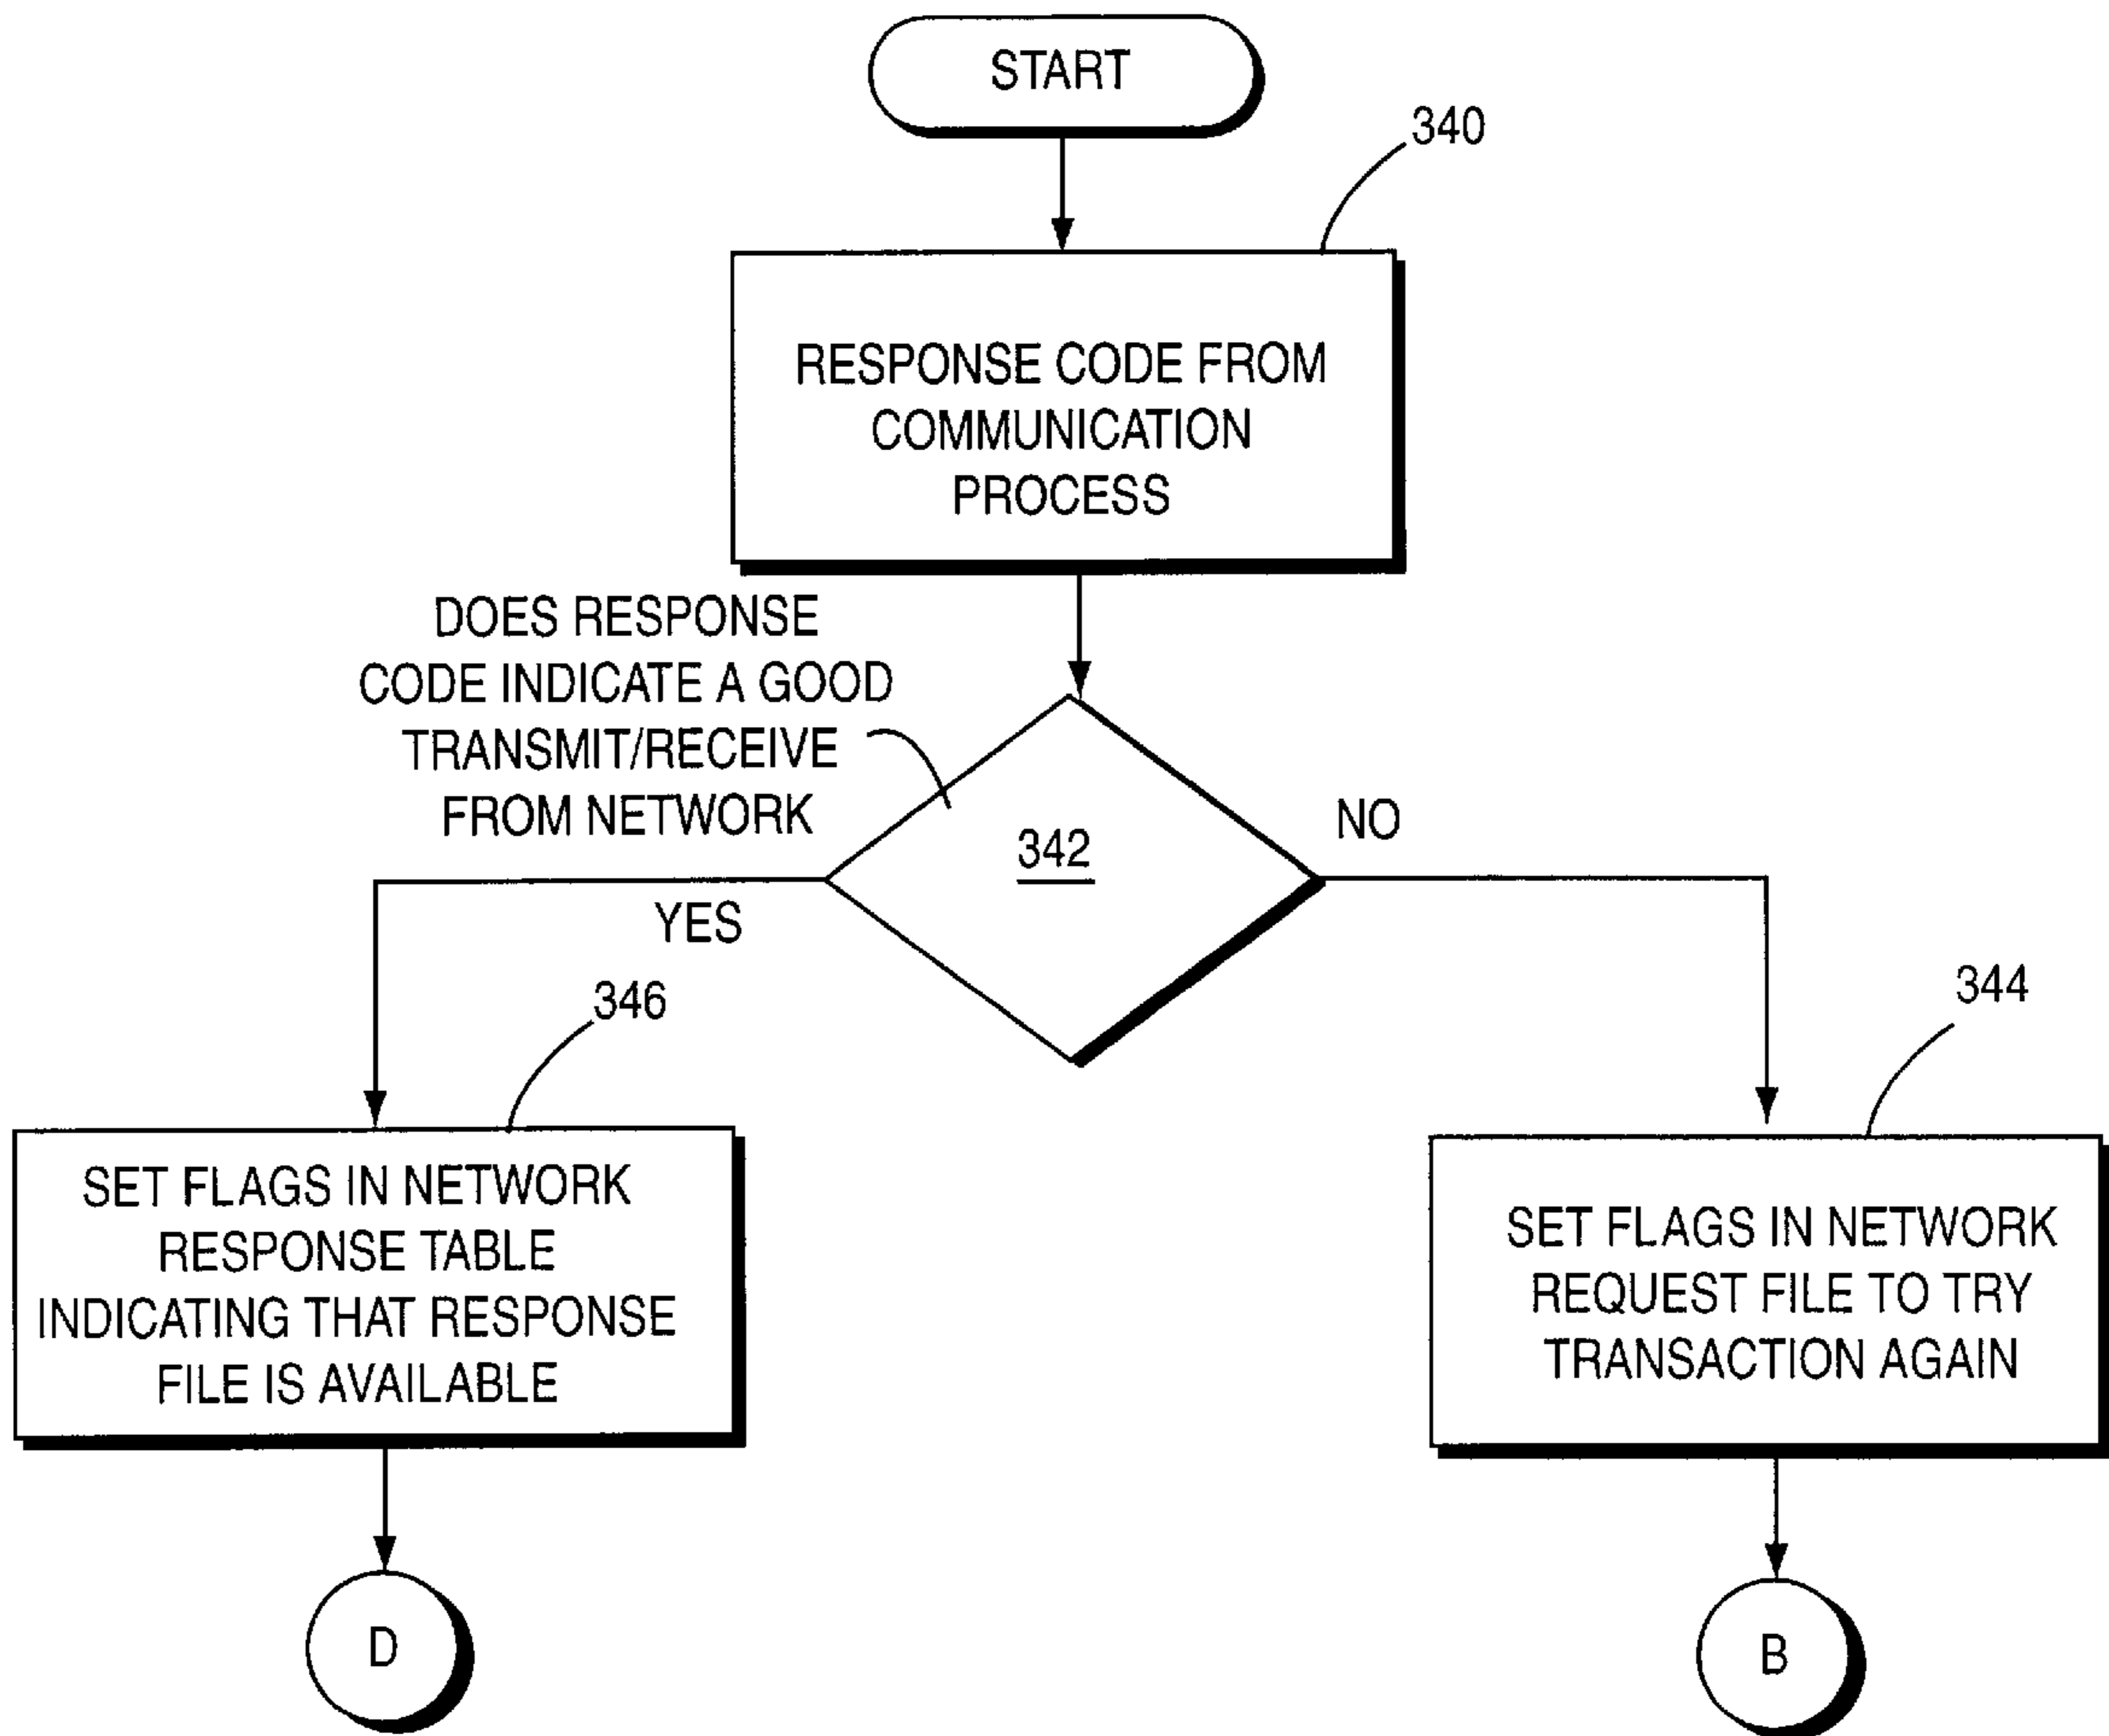 START
340
RESPONSE CODE FROM
COMMUNICATION
PROCESS
DOES RESPONSE
CODE INDICATE A GOOD
TRANSMIT/RECEIVE
FROM NETWORK
342
NO
YES
346
344
SET FLAGS IN NETWORK
RESPONSE TABLE
INDICATING THAT RESPONSE
FILE IS AVAILABLE
SET FLAGS IN NETWORK
REQUEST FILE TO TRY
TRANSACTION AGAIN
D
B